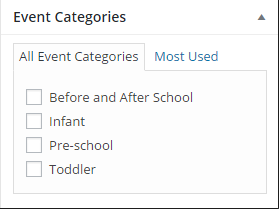 Event Categories
All Event Categories Most Used
Before and After School
Infant
Pre-school
Toddler